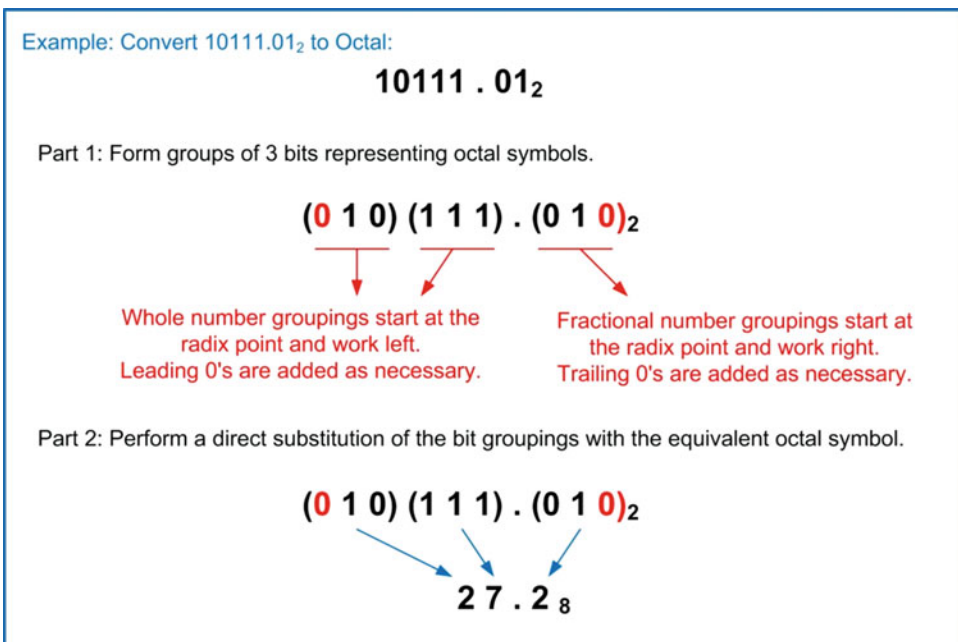 Example: Convert 10111.01₂ to Octal:
10111 . 01₂
Part 1: Form groups of 3 bits representing octal symbols.
(0 1 0) (1 1 1) . (0 1 0)₂
Whole number groupings start at the
radix point and work left.
Leading 0's are added as necessary.
Fractional number groupings start at
the radix point and work right.
Trailing 0's are added as necessary.
Part 2: Perform a direct substitution of the bit groupings with the equivalent octal symbol.
(0 1 0) (1 1 1) . (0 1 0)₂
2 7 . 2 ₈